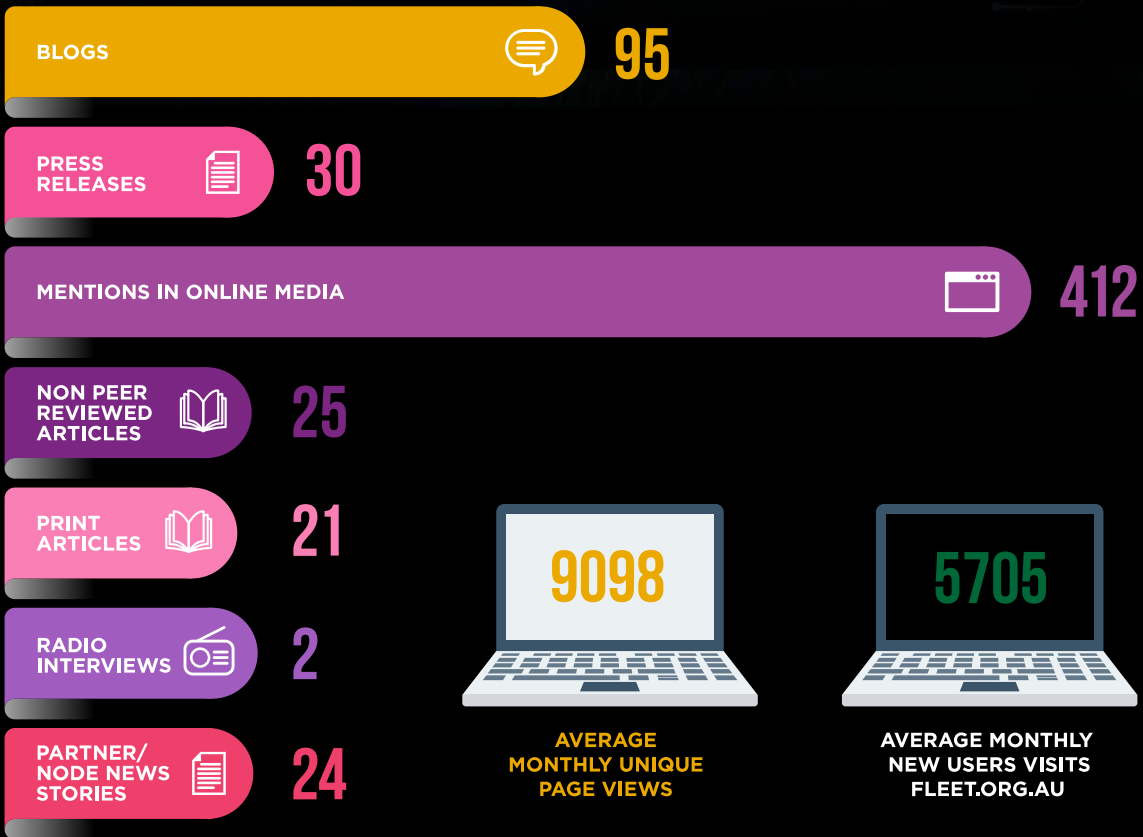 BLOGS
95
PRESS
RELEASES
30
MENTIONS IN ONLINE MEDIA
412
NON PEER
REVIEWED
ARTICLES
25
PRINT
ARTICLES
21
RADIO
INTERVIEWS
2
PARTNER/
NODE NEWS
STORIES
24
9098
AVERAGE
MONTHLY UNIQUE
PAGE VIEWS
5705
AVERAGE MONTHLY
NEW USERS VISITS
FLEET.ORG.AU